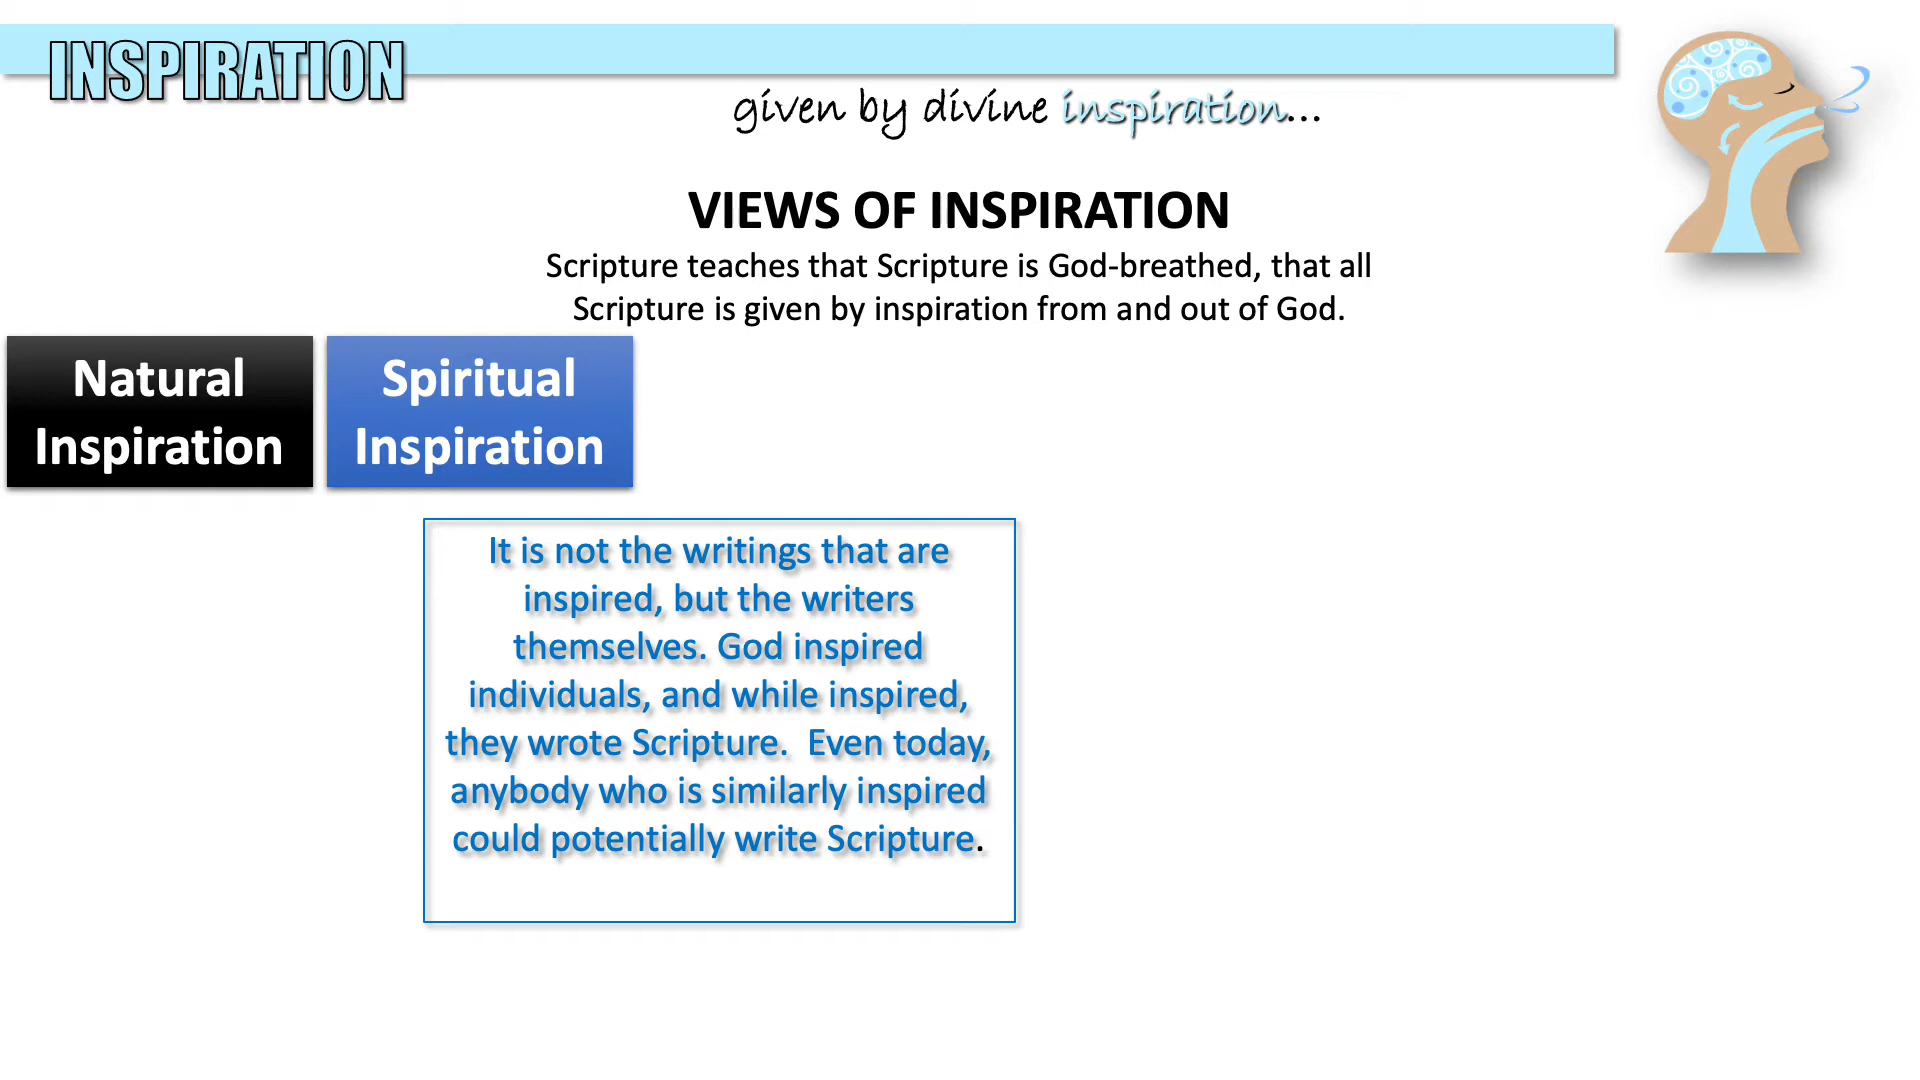 INSPIRATION
given by divine inspiration...
VIEWS OF INSPIRATION
Scripture teaches that Scripture is God-breathed, that all
Scripture is given by inspiration from and out of God.
Natural
Inspiration
Spiritual
Inspiration
It is not the writings that are
inspired, but the writers
themselves. God inspired
individuals, and while inspired,
they wrote Scripture.  Even today,
anybody who is similarly inspired
could potentially write Scripture.